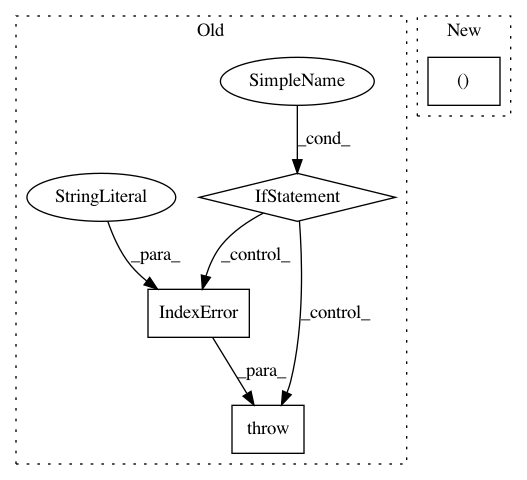 Old
New
SimpleName
()
_cond_
StringLiteral
IfStatement
_para_
_control_
IndexError
_control_
_para_
throw